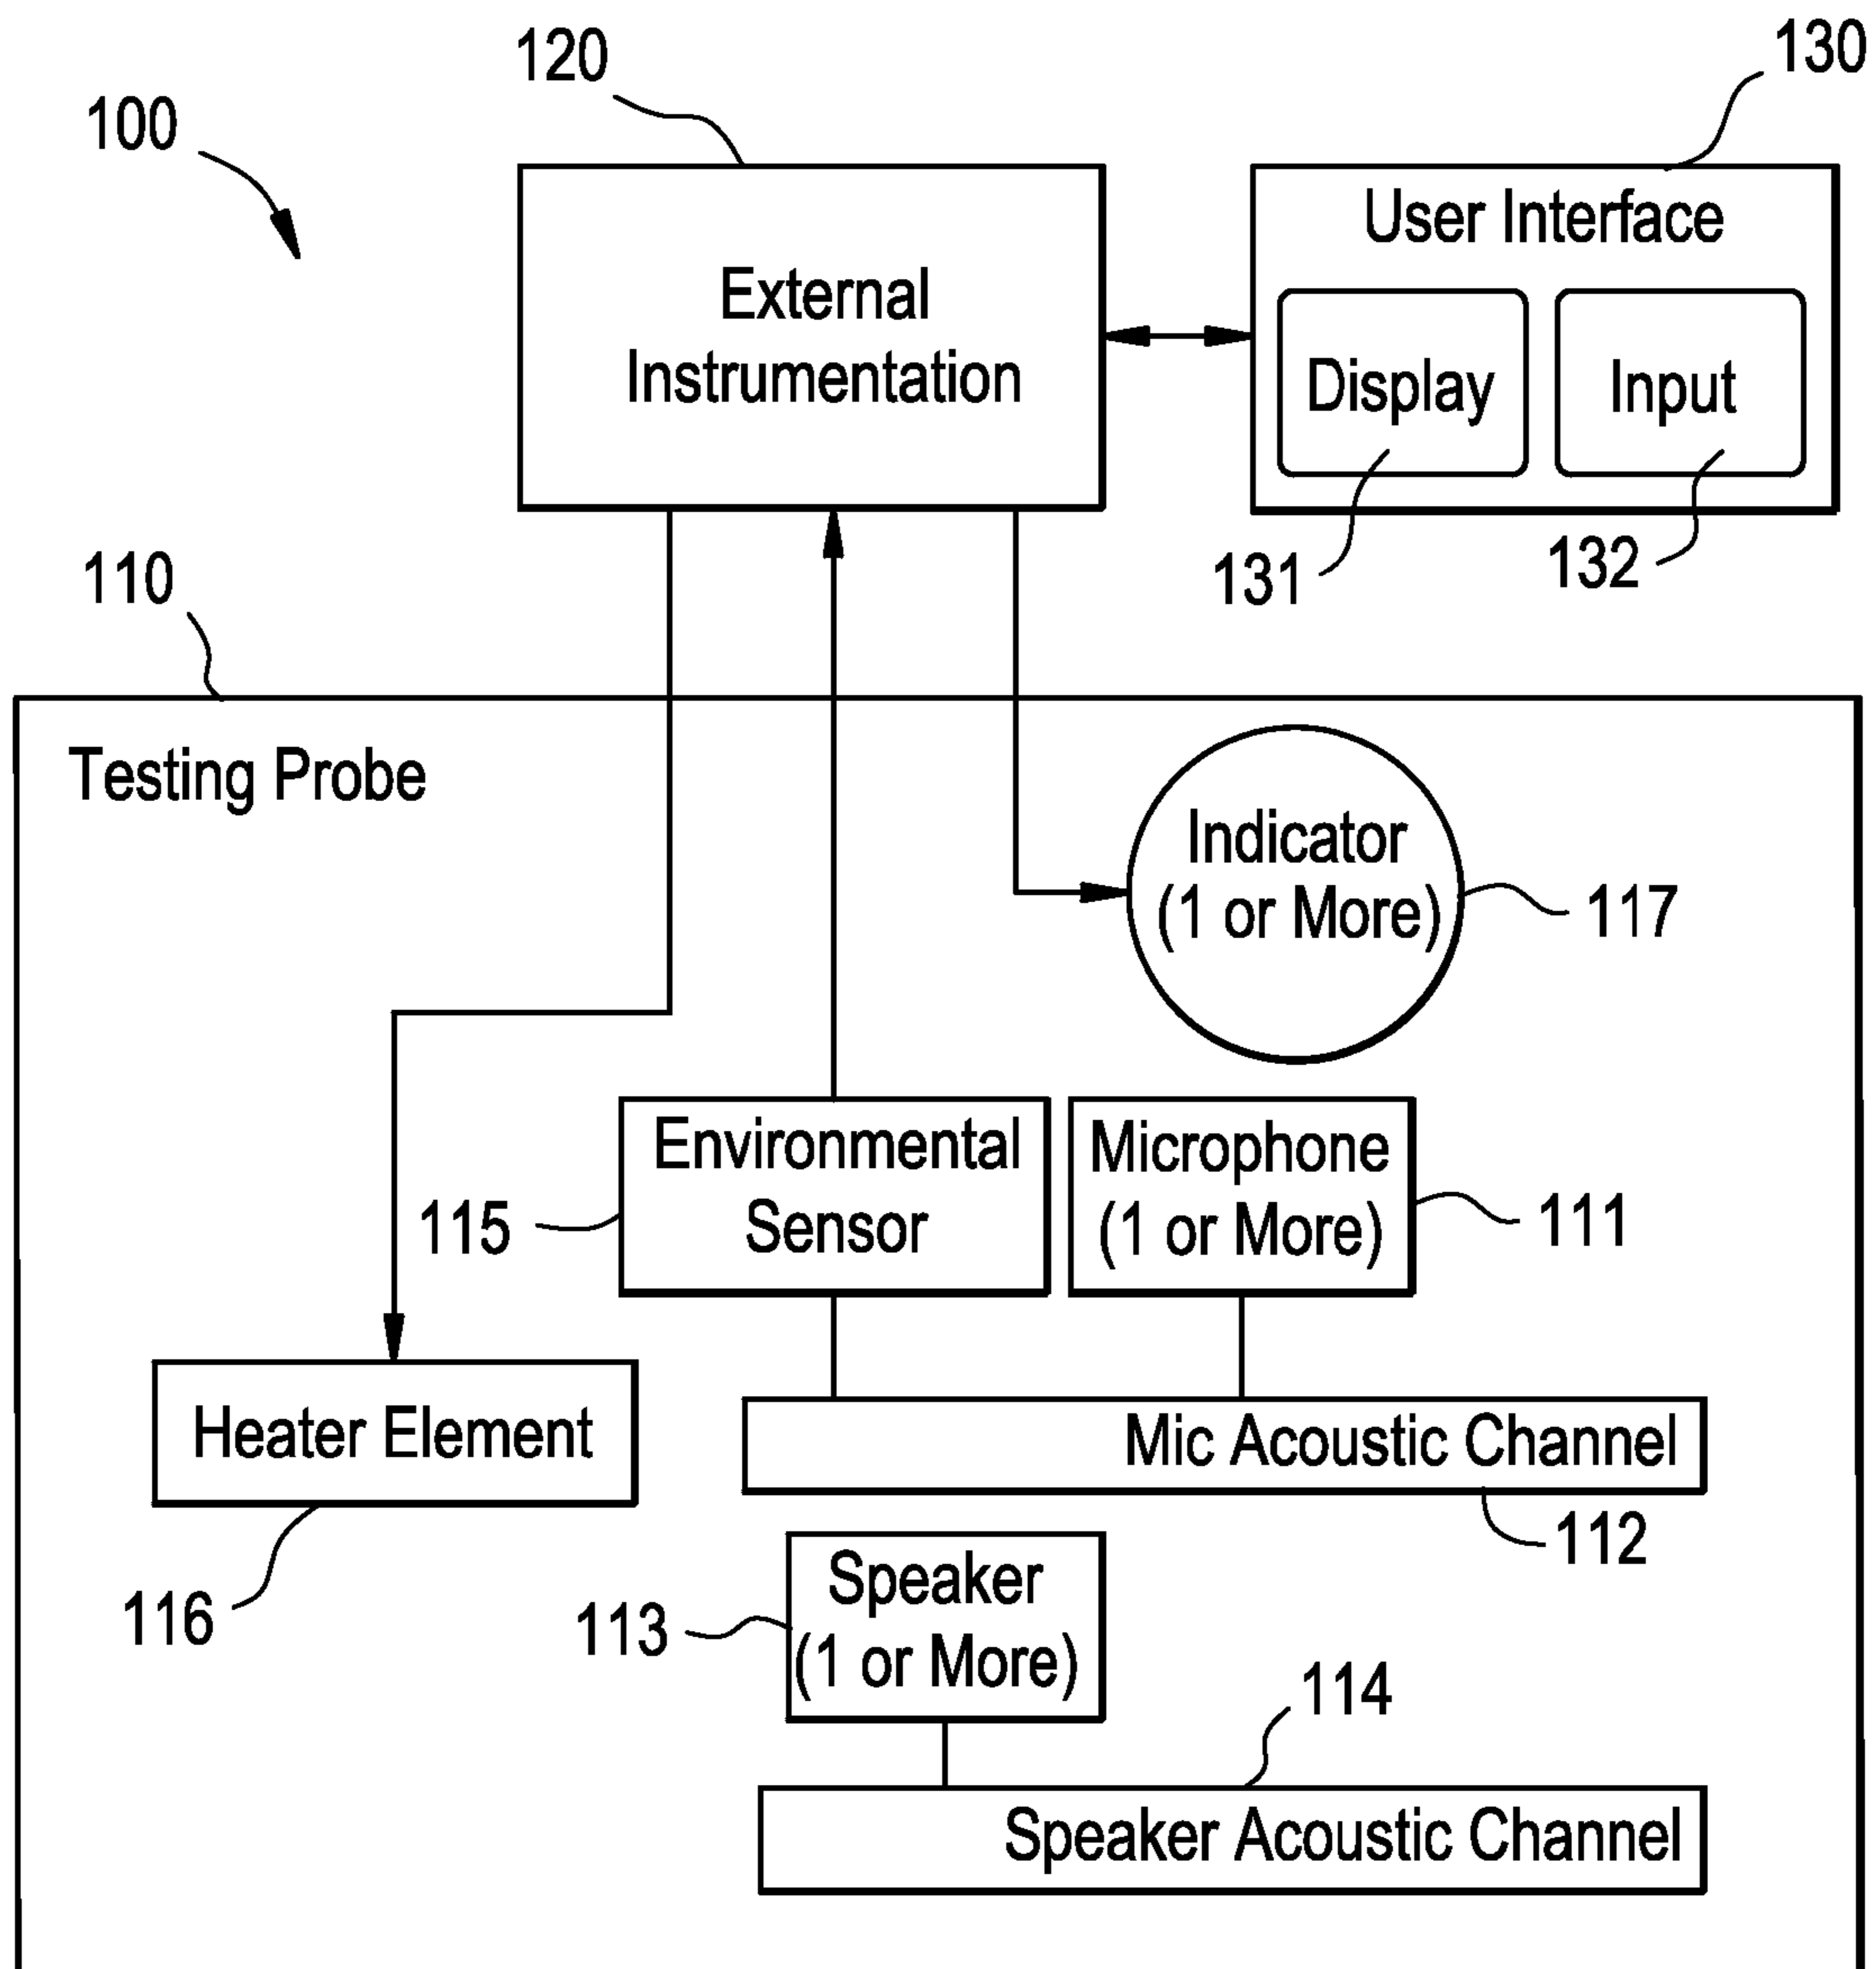 120
130
100
User Interface
External
Instrumentation
Display
Input
131
132
110
Testing Probe
Indicator
(1 or More)
117
Environmental
Sensor
Microphone
(1 or More)
115
111
Heater Element
Mic Acoustic Channel
112
116
Speaker
(1 or More)
113
114
Speaker Acoustic Channel